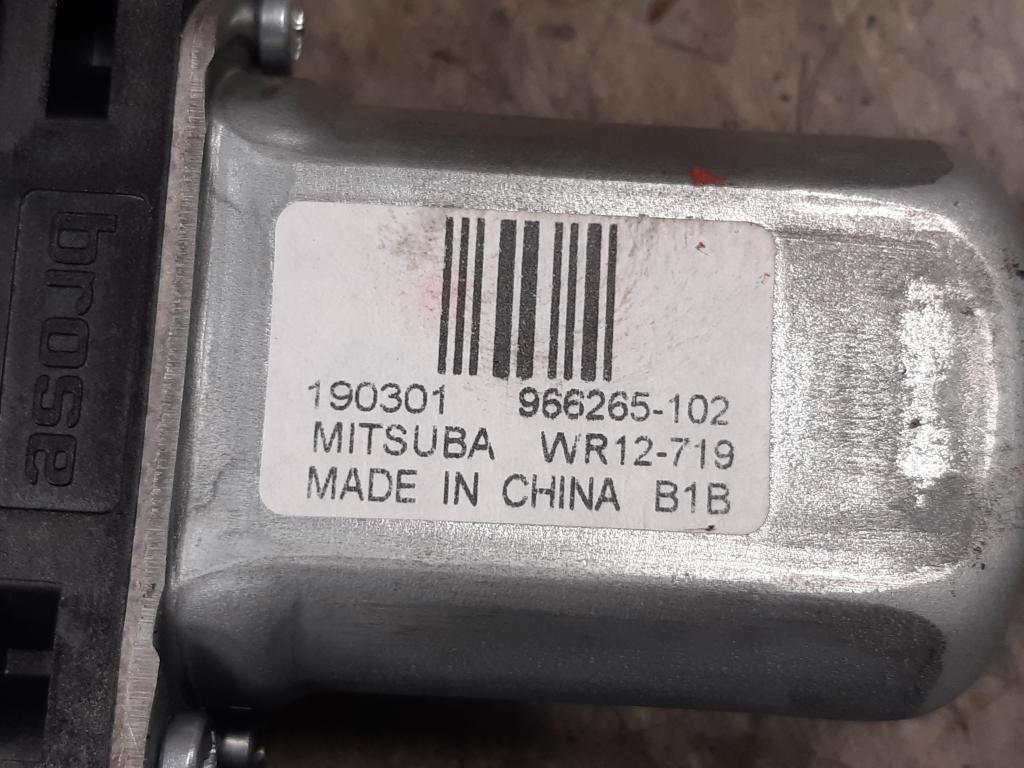 brose
190301 966265-102
MITSUBA WR12-719
MADE IN CHINA B1B